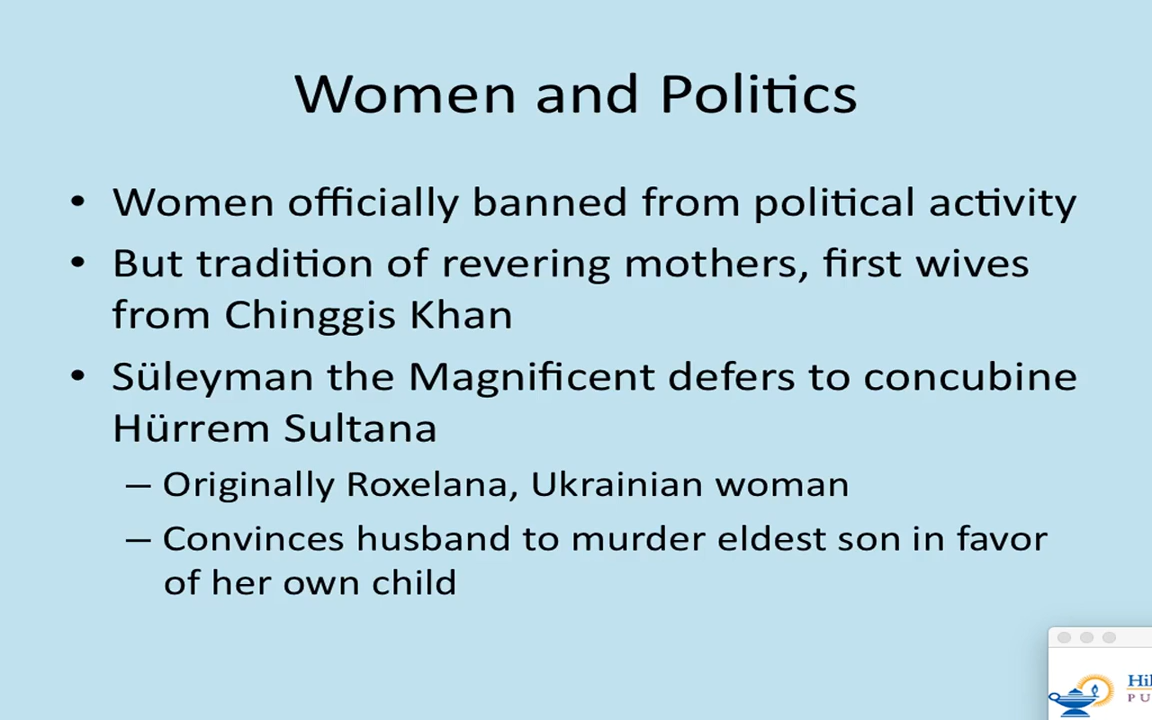 Women and Politics
• Women officially banned from political activity
• But tradition of revering mothers, first wives
from Chinggis Khan
• Süleyman the Magnificent defers to concubine
Hürrem Sultana
– Originally Roxelana, Ukrainian woman
– Convinces husband to murder eldest son in favor
of her own child